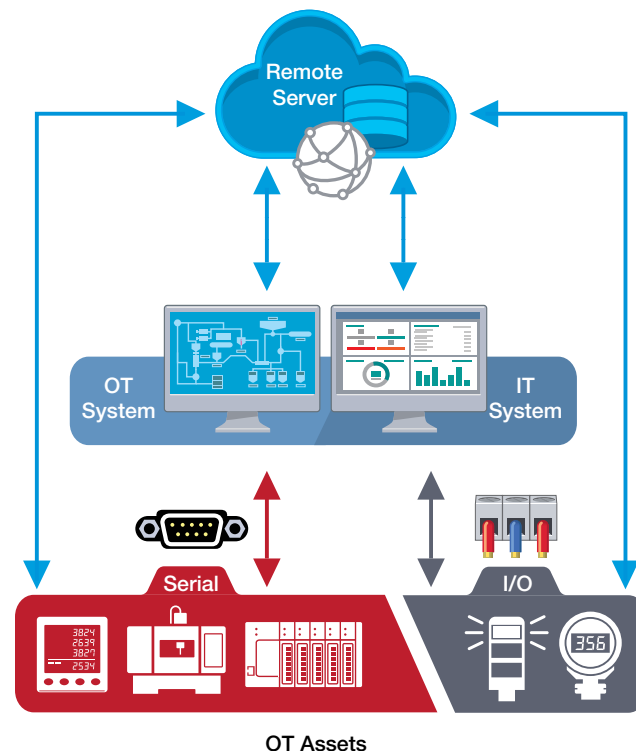 Remote
Server
OT
System
IT
System
Serial
I/O
3824
2639
3827
2534
356
OT Assets